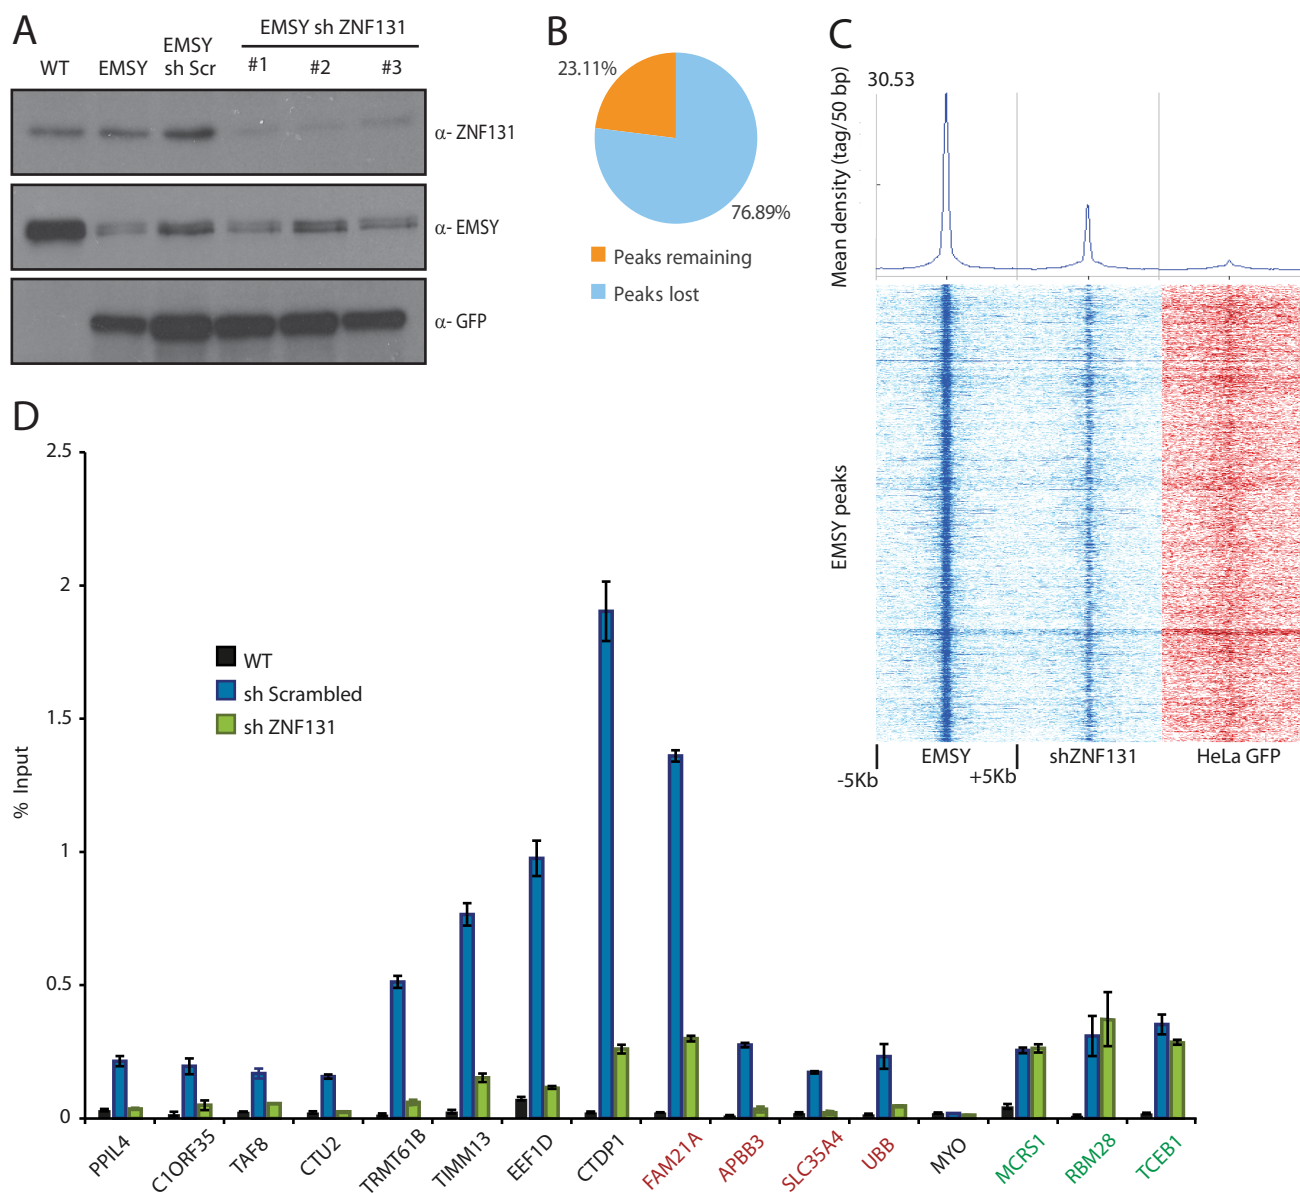 A
WT
EMSY
EMSY
sh Scr
EMSY sh ZNF131
#1
#2
#3
α- ZNF131
α- EMSY
α- GFP
B
23.11%
76.89%
Peaks remaining
Peaks lost
C
30.53
Mean density (tag/50 bp)
EMSY peaks
-5Kb
EMSY
+5Kb
shZNF131
HeLa GFP
D
2.5
2
1.5
1
0.5
0
% Input
WT
sh Scrambled
sh ZNF131
PPIL4
C1ORF35
TAF8
CTU2
TRMT61B
TIMM13
EEF1D
CTDP1
FAM21A
APBB3
SLC35A4
UBB
MYO
MCRS1
RBM28
TCEB1